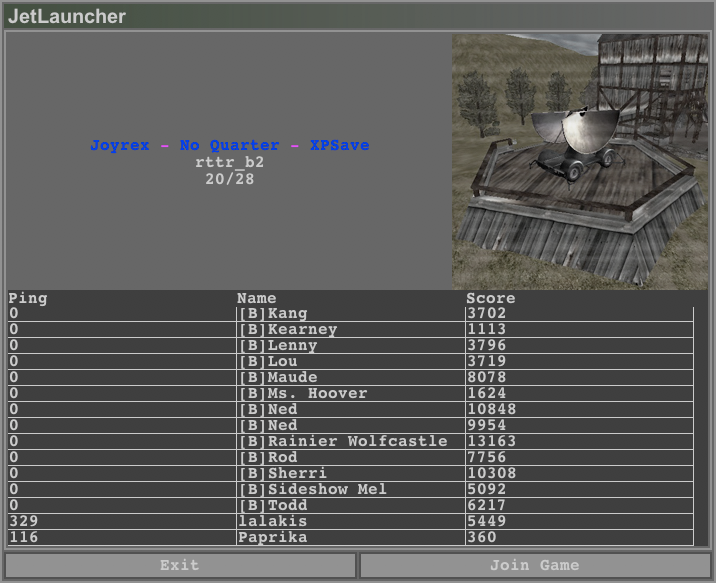 JetLauncher
Joyrex - No Quarter - XPSave
rttr_b2
20/28
Ping Name Score
0 [B]Kang 3702
0 [B]Kearney 1113
0 [B]Lenny 3796
0 [B]Lou 3719
0 [B]Maude 8078
0 [B]Ms. Hoover 1624
0 [B]Ned 10848
0 [B]Ned 9954
0 [B]Rainier Wolfcastle 13163
0 [B]Rod 7756
0 [B]Sherri 10308
0 [B]Sideshow Mel 5092
0 [B]Todd 6217
329 lalakis 5449
116 Paprika 360
Exit Join Game